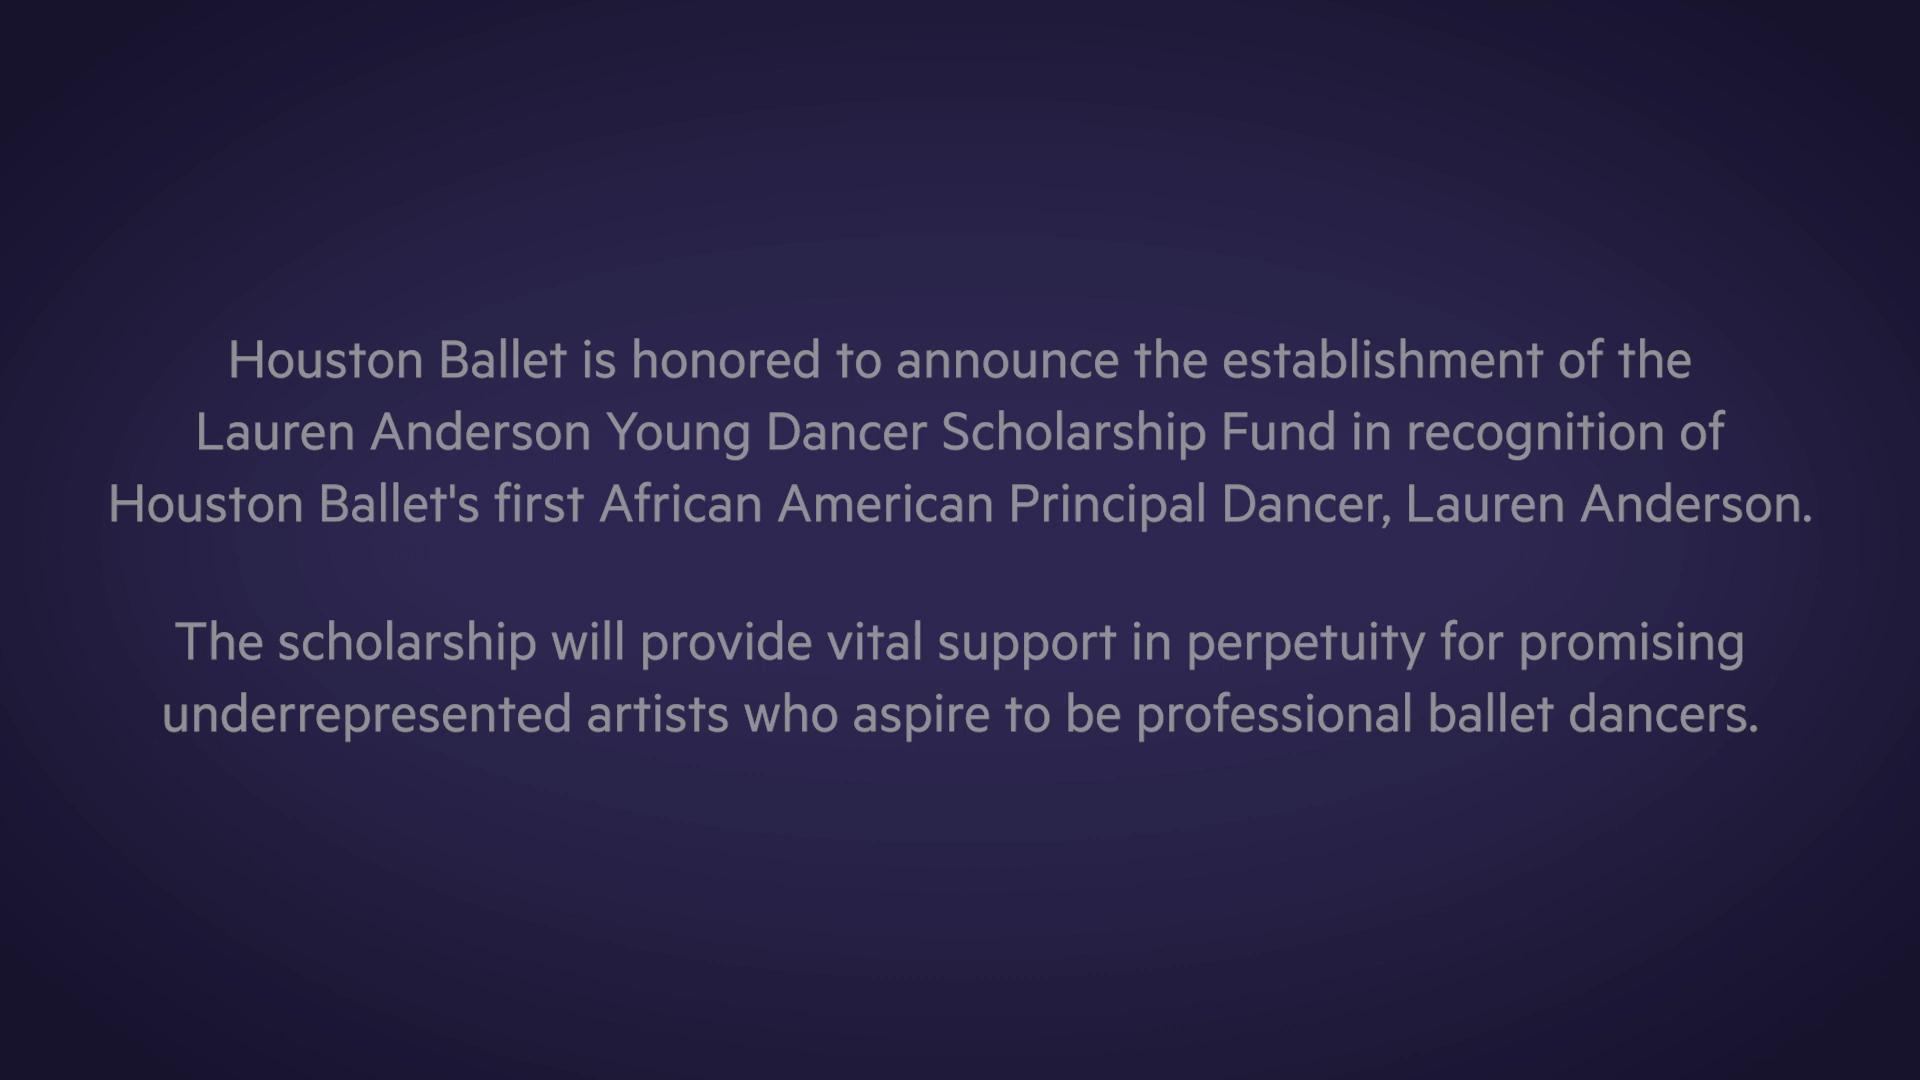 Houston Ballet is honored to announce the establishment of the
Lauren Anderson Young Dancer Scholarship Fund in recognition of
Houston Ballet's first African American Principal Dancer, Lauren Anderson.
The scholarship will provide vital support in perpetuity for promising
underrepresented artists who aspire to be professional ballet dancers.